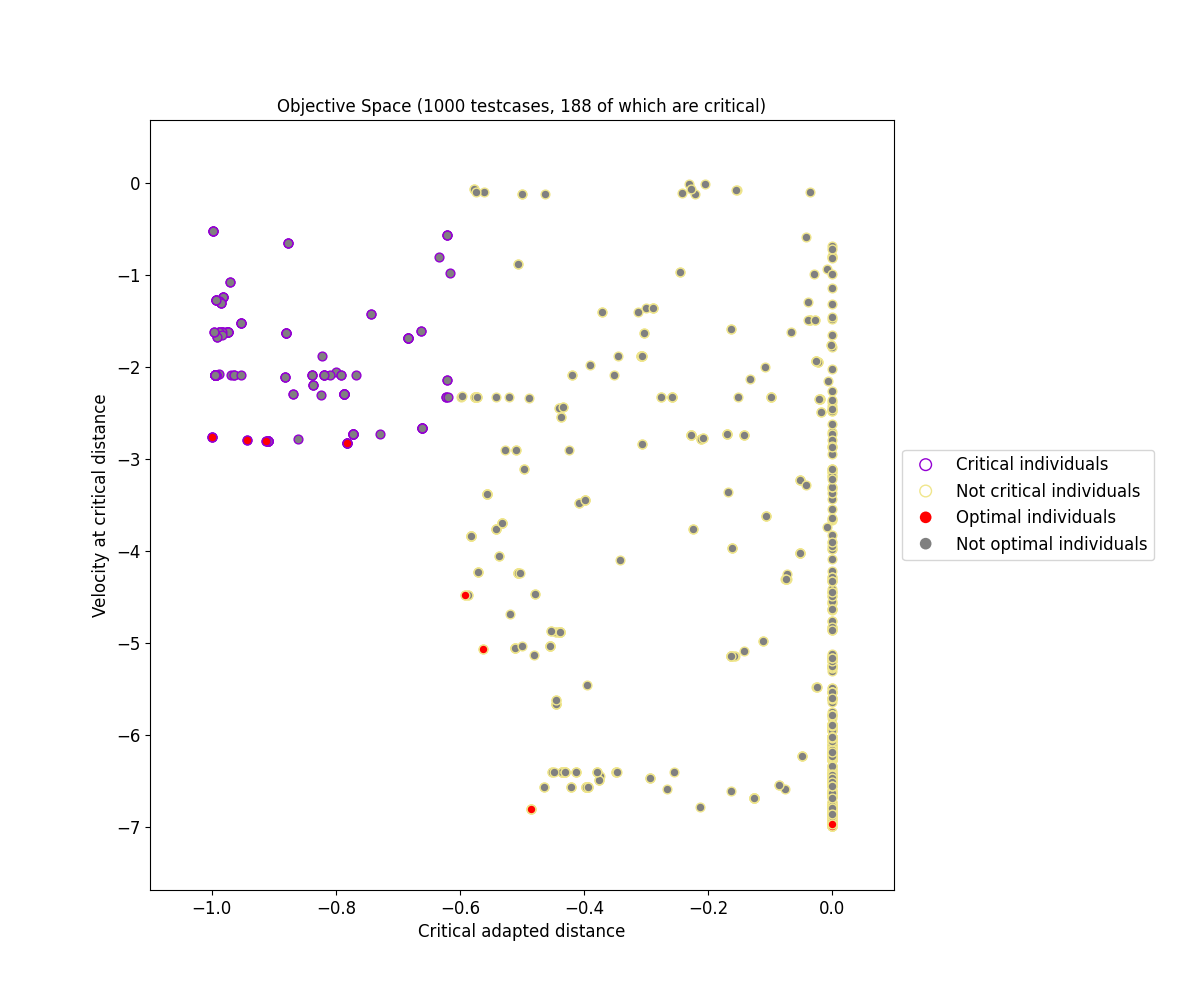 Objective Space (1000 testcases, 188 of which are critical)
0
−1
−2
−3
−4
−5
−6
−7
Velocity at critical distance
−1.0
−0.8
−0.6
−0.4
−0.2
0.0
Critical adapted distance
Critical individuals
Not critical individuals
Optimal individuals
Not optimal individuals